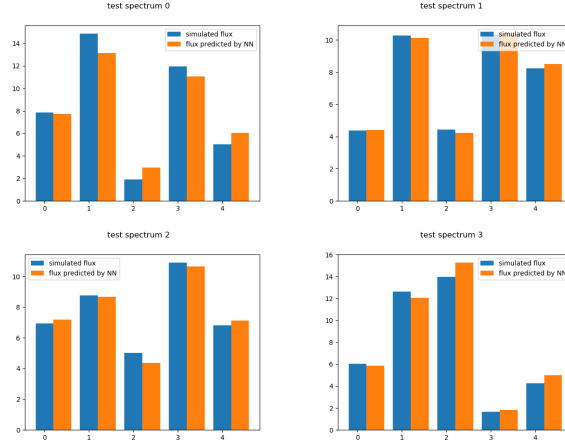 test spectrum 0
simulated flux
flux predicted by NN
14
12
10
8
6
4
2
0
0 1 2 3 4
test spectrum 1
simulated flux
flux predicted by NN
10
8
6
4
2
0
0 1 2 3 4
test spectrum 2
simulated flux
flux predicted by NN
10
8
6
4
2
0
0 1 2 3 4
test spectrum 3
simulated flux
flux predicted by NN
16
14
12
10
8
6
4
2
0
0 1 2 3 4